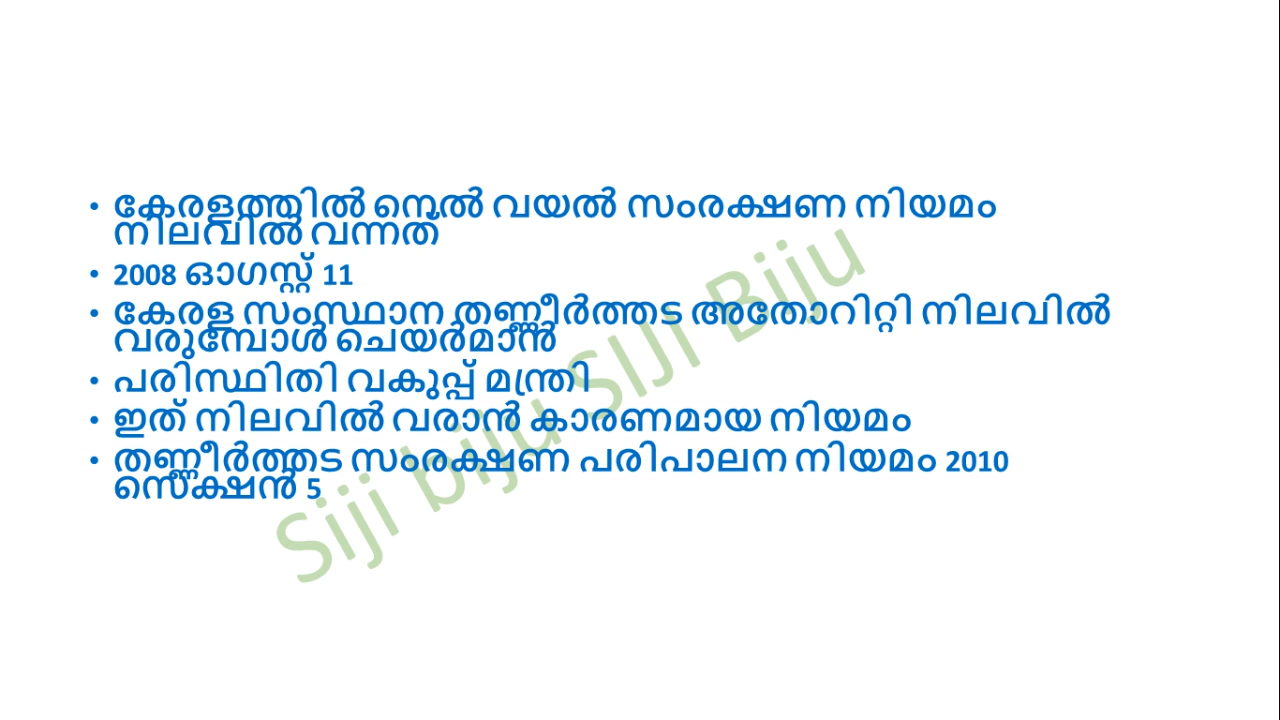 • കേരളത്തിൽ നെൽ വയൽ സംരക്ഷണ നിയമം
നിലവിൽ വന്നത്
• 2008 ഓഗസ്റ്റ് 11
• കേരള സംസ്ഥാന തണ്ണീർത്തട അതോറിറ്റി നിലവിൽ
വരുമ്പോൾ ചെയർമാൻ
• പരിസ്ഥിതി വകുപ്പ് മന്ത്രി
• ഇത് നിലവിൽ വരാൻ കാരണമായ നിയമം
• തണ്ണീർത്തട സംരക്ഷണ പരിപാലന നിയമം 2010
സെക്ഷൻ 5
Siji biju SIJI Biju